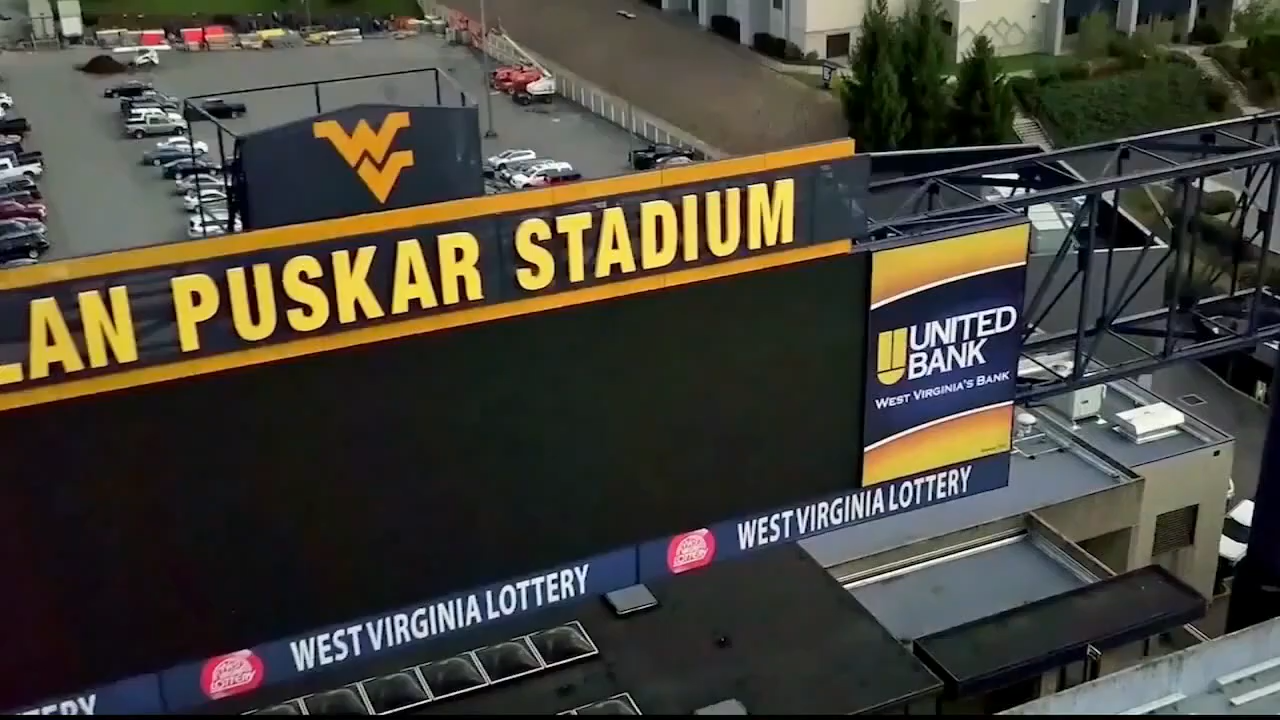 WV
LAN PUSKAR STADIUM
UNITED
BANK
WEST VIRGINIA'S BANK
WEST VIRGINIA LOTTERY
WEST VIRGINIA LOTTERY
TERY